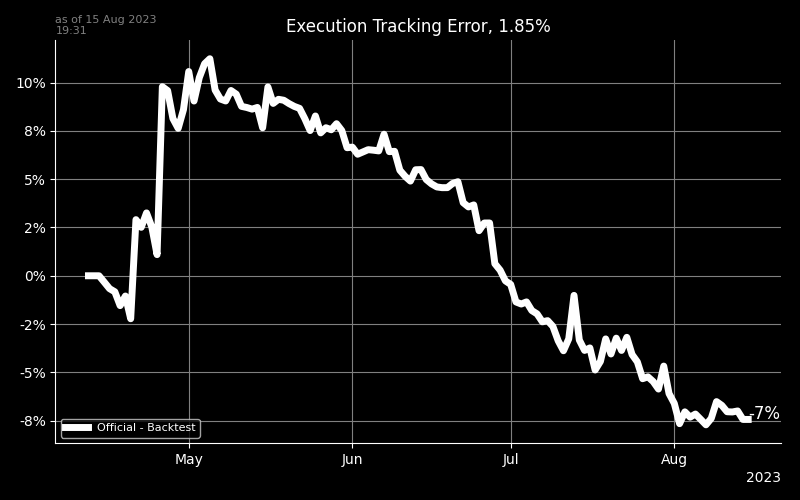 as of 15 Aug 2023
19:31
Execution Tracking Error, 1.85%
10%
8%
5%
2%
0%
-2%
-5%
-8%
-7%
Official - Backtest
May
Jun
Jul
Aug
2023